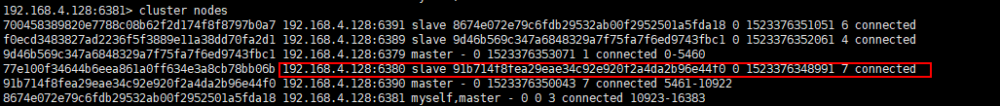 192.168.4.128:6381> cluster nodes
700458389820e7788c08b62f2d174f8f8797b0a7 192.168.4.128:6391 slave 8674e072e79c6fdb29532ab00f2952501a5fda18 0 1523376351051 6 connected
f0ecd3483827ad2236f5f3889e11a38dd70fa2d1 192.168.4.128:6389 slave 9d46b569c347a6848329a7f75fa7f6ed9743fbc1 0 1523376352061 4 connected
9d46b569c347a6848329a7f75fa7f6ed9743fbc1 192.168.4.128:6379 master - 0 1523376353071 1 connected 0-5460
77e100f34644b6eea861a0ff634e3a8cb78bb06b 192.168.4.128:6380 slave 91b714f8fea29eae34c92e920f2a4da2b96e44f0 0 1523376348991 7 connected
91b714f8fea29eae34c92e920f2a4da2b96e44f0 192.168.4.128:6390 master - 0 1523376350043 7 connected 5461-10922
8674e072e79c6fdb29532ab00f2952501a5fda18 192.168.4.128:6381 myself,master - 0 0 3 connected 10923-16383